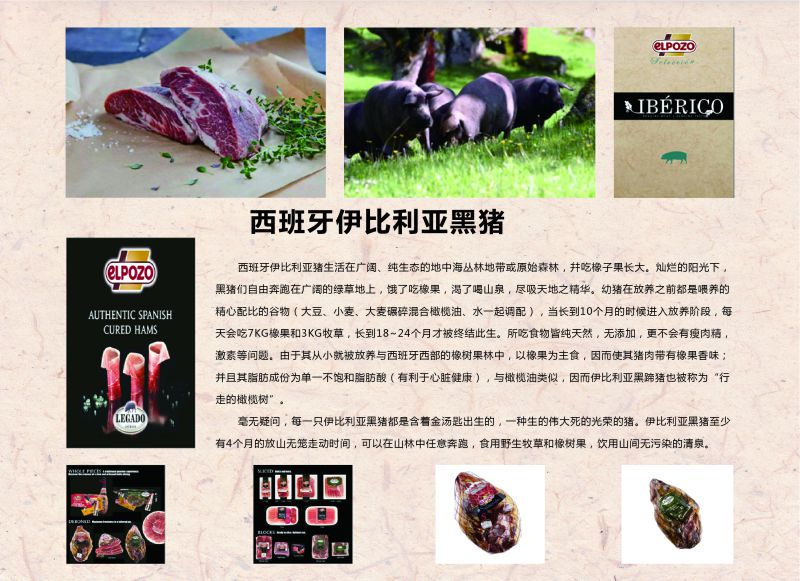 ELPOZO
Selección
IBÉRICO
西班牙伊比利亚黑猪
ELPOZO
AUTHENTIC SPANISH
CURED HAMS
LEGADO
西班牙伊比利亚猪生活在广阔、纯生态的地中海丛林地带或原始森林，并吃橡子果长大。灿烂的阳光下，
黑猪们自由奔跑在广阔的绿草地上，饿了吃橡果，渴了喝山泉，尽吸天地之精华。幼猪在放养之前都是喂养的
精心配比的谷物（大豆、小麦、大麦碾碎混合橄榄油、水一起调配），当长到10个月的时候进入放养阶段，每
天会吃7KG橡果和3KG牧草，长到18~24个月才被终结此生。所吃食物皆纯天然，无添加，更不会有瘦肉精，
激素等问题。由于其从小就被放养与西班牙西部的橡树果林中，以橡果为主食，因而使其猪肉带有橡果香味；
并且其脂肪成份为单一不饱和脂肪酸（有利于心脏健康），与橄榄油类似，因而伊比利亚黑蹄猪也被称为“行
走的橄榄树”。
毫无疑问，每一只伊比利亚黑猪都是含着金汤匙出生的，一种生的伟大死的光荣的猪。伊比利亚黑猪至少
有4个月的放山无笼走动时间，可以在山林中任意奔跑，食用野生牧草和橡树果，饮用山间无污染的清泉。
WHOLE PIECES
DEBONED
SLICED
BLOCKS